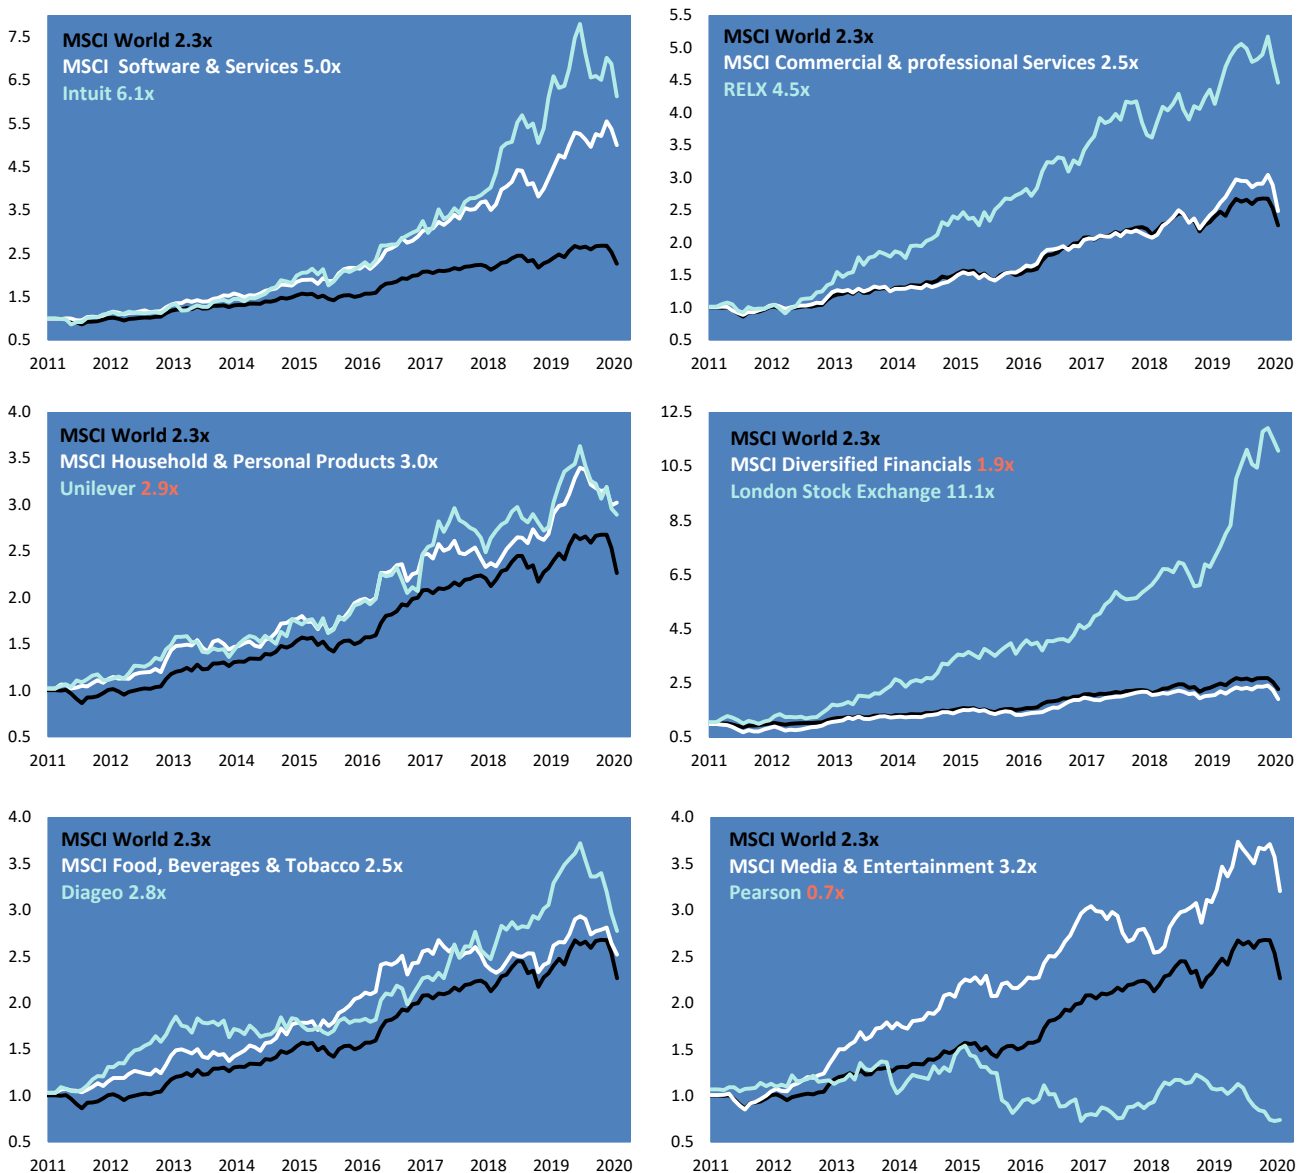 7.5
6.5
5.5
4.5
3.5
2.5
1.5
0.5
MSCI World 2.3x
MSCI  Software & Services 5.0x
Intuit 6.1x
2011 2012 2013 2014 2015 2016 2017 2018 2019 2020
5.5
5.0
4.5
4.0
3.5
3.0
2.5
2.0
1.5
1.0
0.5
MSCI World 2.3x
MSCI Commercial & professional Services 2.5x
RELX 4.5x
2011 2012 2013 2014 2015 2016 2017 2018 2019 2020
4.0
3.5
3.0
2.5
2.0
1.5
1.0
0.5
MSCI World 2.3x
MSCI Household & Personal Products 3.0x
Unilever 2.9x
2011 2012 2013 2014 2015 2016 2017 2018 2019 2020
12.5
10.5
8.5
6.5
4.5
2.5
0.5
MSCI World 2.3x
MSCI Diversified Financials 1.9x
London Stock Exchange 11.1x
2011 2012 2013 2014 2015 2016 2017 2018 2019 2020
4.0
3.5
3.0
2.5
2.0
1.5
1.0
0.5
MSCI World 2.3x
MSCI Food, Beverages & Tobacco 2.5x
Diageo 2.8x
2011 2012 2013 2014 2015 2016 2017 2018 2019 2020
4.0
3.5
3.0
2.5
2.0
1.5
1.0
0.5
MSCI World 2.3x
MSCI Media & Entertainment 3.2x
Pearson 0.7x
2011 2012 2013 2014 2015 2016 2017 2018 2019 2020